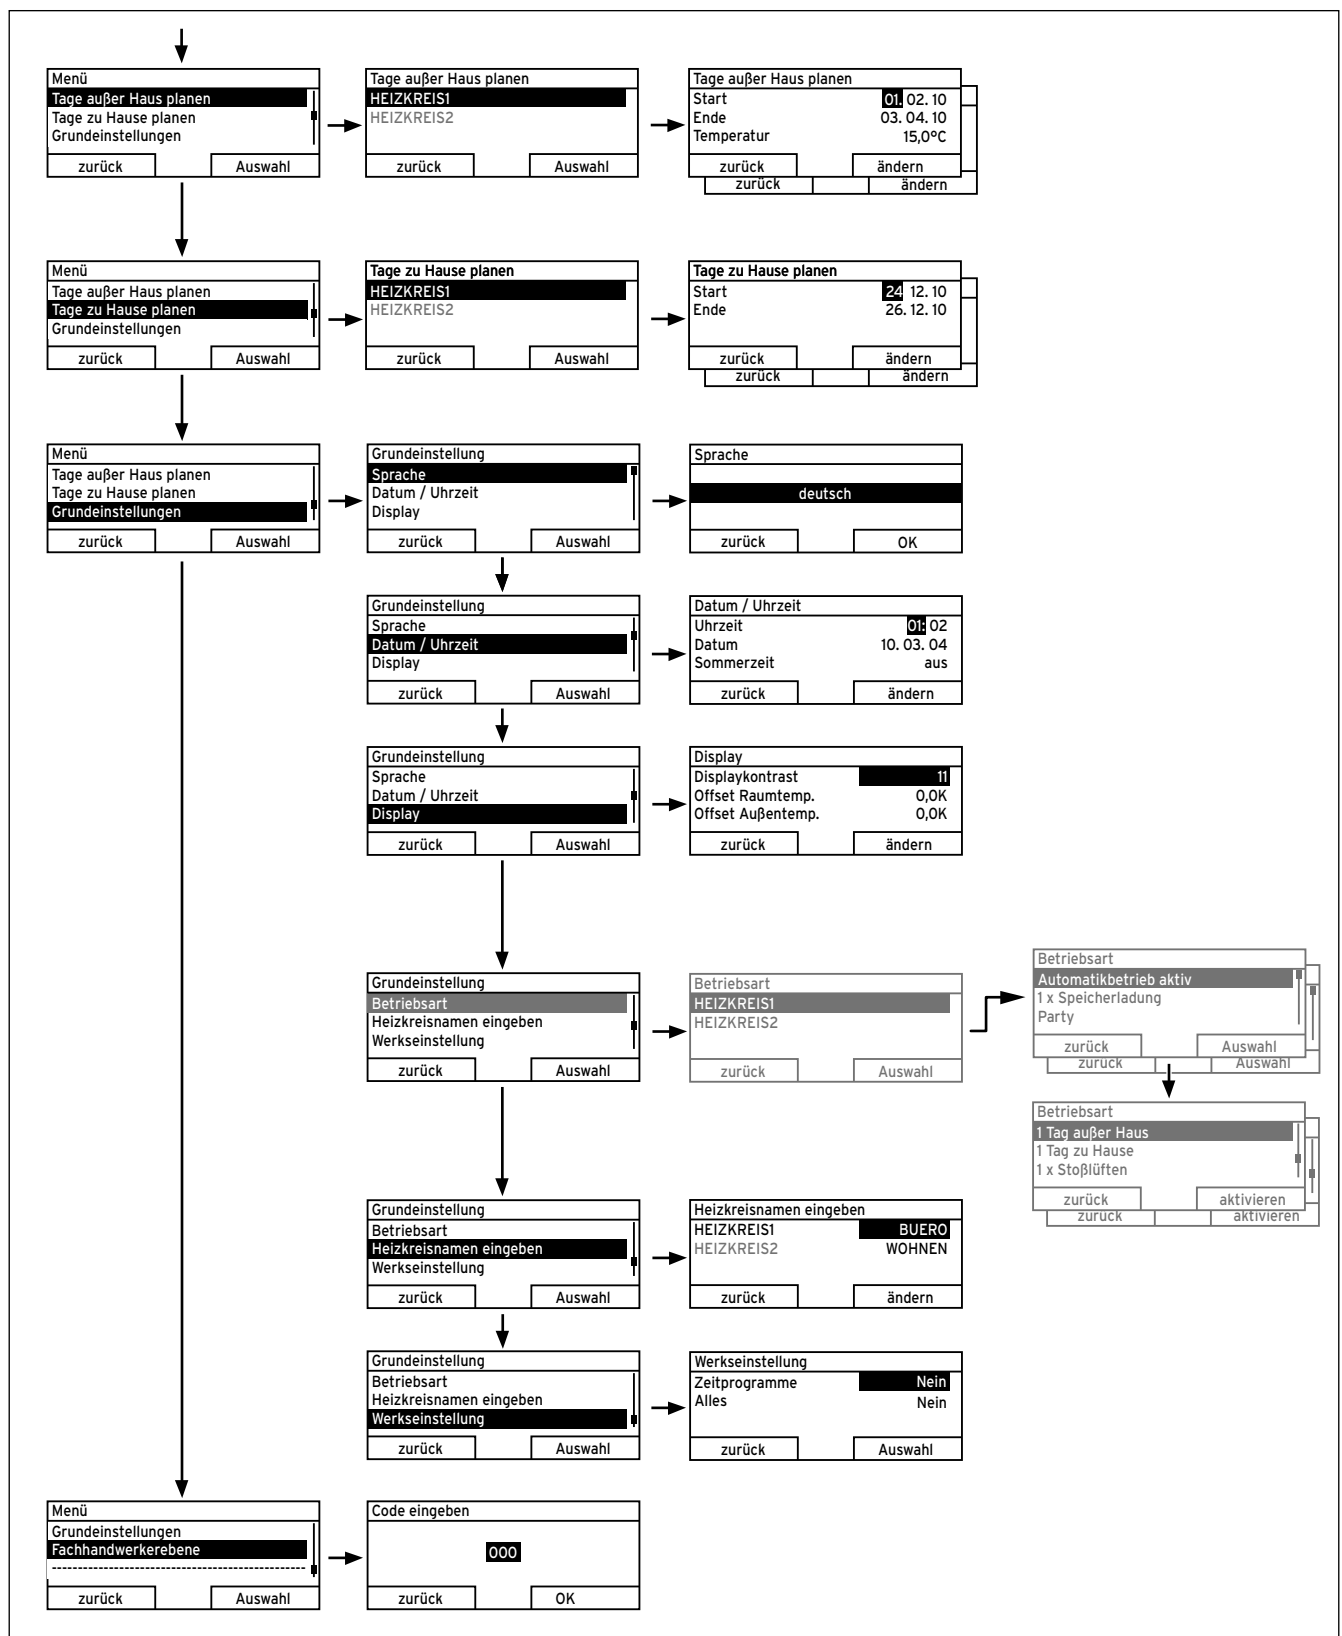 Menü
Tage außer Haus planen
Tage zu Hause planen
Grundeinstellungen
zurück Auswahl
Tage außer Haus planen
HEIZKREIS1
HEIZKREIS2
zurück Auswahl
Tage außer Haus planen
Start 01. 02. 10
Ende 03. 04. 10
Temperatur 15,0°C
zurück ändern
zurück ändern
Menü
Tage außer Haus planen
Tage zu Hause planen
Grundeinstellungen
zurück Auswahl
Tage zu Hause planen
HEIZKREIS1
HEIZKREIS2
zurück Auswahl
Tage zu Hause planen
Start 24 12. 10
Ende 26. 12. 10
zurück ändern
zurück ändern
Menü
Tage außer Haus planen
Tage zu Hause planen
Grundeinstellungen
zurück Auswahl
Grundeinstellung
Sprache
Datum / Uhrzeit
Display
zurück Auswahl
Sprache
deutsch
zurück OK
Grundeinstellung
Sprache
Datum / Uhrzeit
Display
zurück Auswahl
Datum / Uhrzeit
Uhrzeit 01: 02
Datum 10. 03. 04
Sommerzeit aus
zurück ändern
Grundeinstellung
Sprache
Datum / Uhrzeit
Display
zurück Auswahl
Display
Displaykontrast 11
Offset Raumtemp. 0,0K
Offset Außentemp. 0,0K
zurück ändern
Grundeinstellung
Betriebsart
Heizkreisnamen eingeben
Werkseinstellung
zurück Auswahl
Betriebsart
HEIZKREIS1
HEIZKREIS2
zurück Auswahl
Betriebsart
Automatikbetrieb aktiv
1 x Speicherladung
Party
zurück Auswahl
zurück Auswahl
Betriebsart
1 Tag außer Haus
1 Tag zu Hause
1 x Stoßlüften
zurück aktivieren
zurück aktivieren
Grundeinstellung
Betriebsart
Heizkreisnamen eingeben
Werkseinstellung
zurück Auswahl
Heizkreisnamen eingeben
HEIZKREIS1 BUERO
HEIZKREIS2 WOHNEN
zurück ändern
Grundeinstellung
Betriebsart
Heizkreisnamen eingeben
Werkseinstellung
zurück Auswahl
Werkseinstellung
Zeitprogramme Nein
Alles Nein
zurück Auswahl
Menü
Grundeinstellungen
Fachhandwerkerebene
--------------------------------------------------
zurück Auswahl
Code eingeben
000
zurück OK